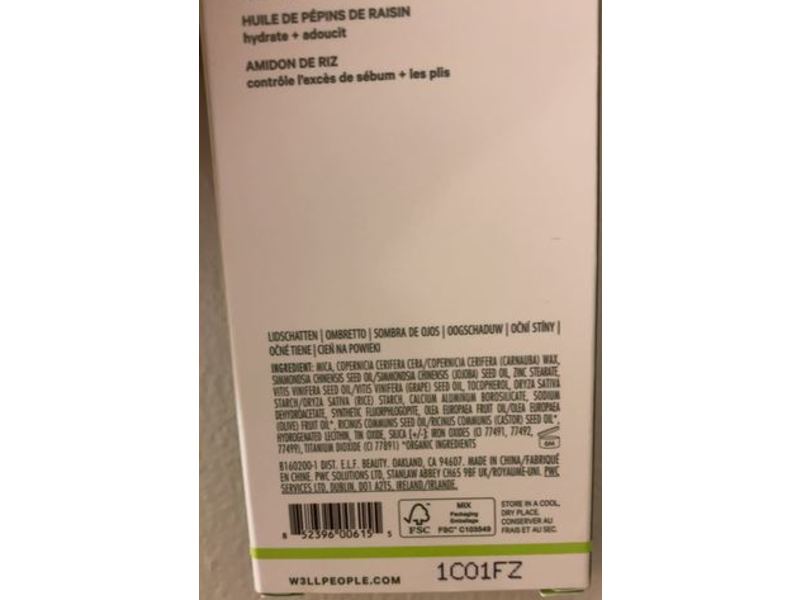 HUILE DE PÉPINS DE RAISIN
hydrate + adoucit
AMIDON DE RIZ
contrôle l'excès de sébum + les plis
LIDSCHATTEN | OMBRETTO | SOMBRA DE OJOS | OOGSCHADUW | OČNÍ STÍNY |
OČNÉ TIENE | CIEŃ NA POWIEKI
INGREDIENT: MICA, COPERNICIA CERIFERA CERA/COPERNICIA CERIFERA (CARNAUBA) WAX,
SIMMONDSIA CHINENSIS SEED OIL/SIMMONDSIA CHINENSIS (JOJOBA) SEED OIL, ZINC STEARATE,
VITIS VINIFERA SEED OIL/VITIS VINIFERA (GRAPE) SEED OIL, TOCOPHEROL, ORYZA SATIVA
STARCH/ORYZA SATIVA (RICE) STARCH, CALCIUM ALUMINUM BOROSILICATE, SODIUM
DEHYDROACETATE, SYNTHETIC FLUORPHLOGOPITE, OLEA EUROPAEA FRUIT OIL/OLEA EUROPAEA
(OLIVE) FRUIT OIL*, RICINUS COMMUNIS SEED OIL/RICINUS COMMUNIS (CASTOR) SEED OIL*,
HYDROGENATED LECITHIN, TIN OXIDE, SILICA [+/-]: IRON OXIDES (CI 77491, 77492,
77499), TITANIUM DIOXIDE (CI 77891) *ORGANIC INGREDIENTS
6M
B160200-1 DIST. E.L.F. BEAUTY. OAKLAND, CA 94607. MADE IN CHINA/FABRIQUÉ
EN CHINE. PWC SOLUTIONS LTD, STANLAW ABBEY CH65 9BF UK/ROYAUME-UNI. PWC
SERVICES LTD. DUBLIN, D01 A2T5, IRELAND/IRLANDE.
8 52396 00615 5
FSC
MIX
Packaging
Emballage
FSC® C103549
STORE IN A COOL,
DRY PLACE.
CONSERVER AU
FRAIS ET AU SEC.
W3LLPEOPLE.COM
1C01FZ